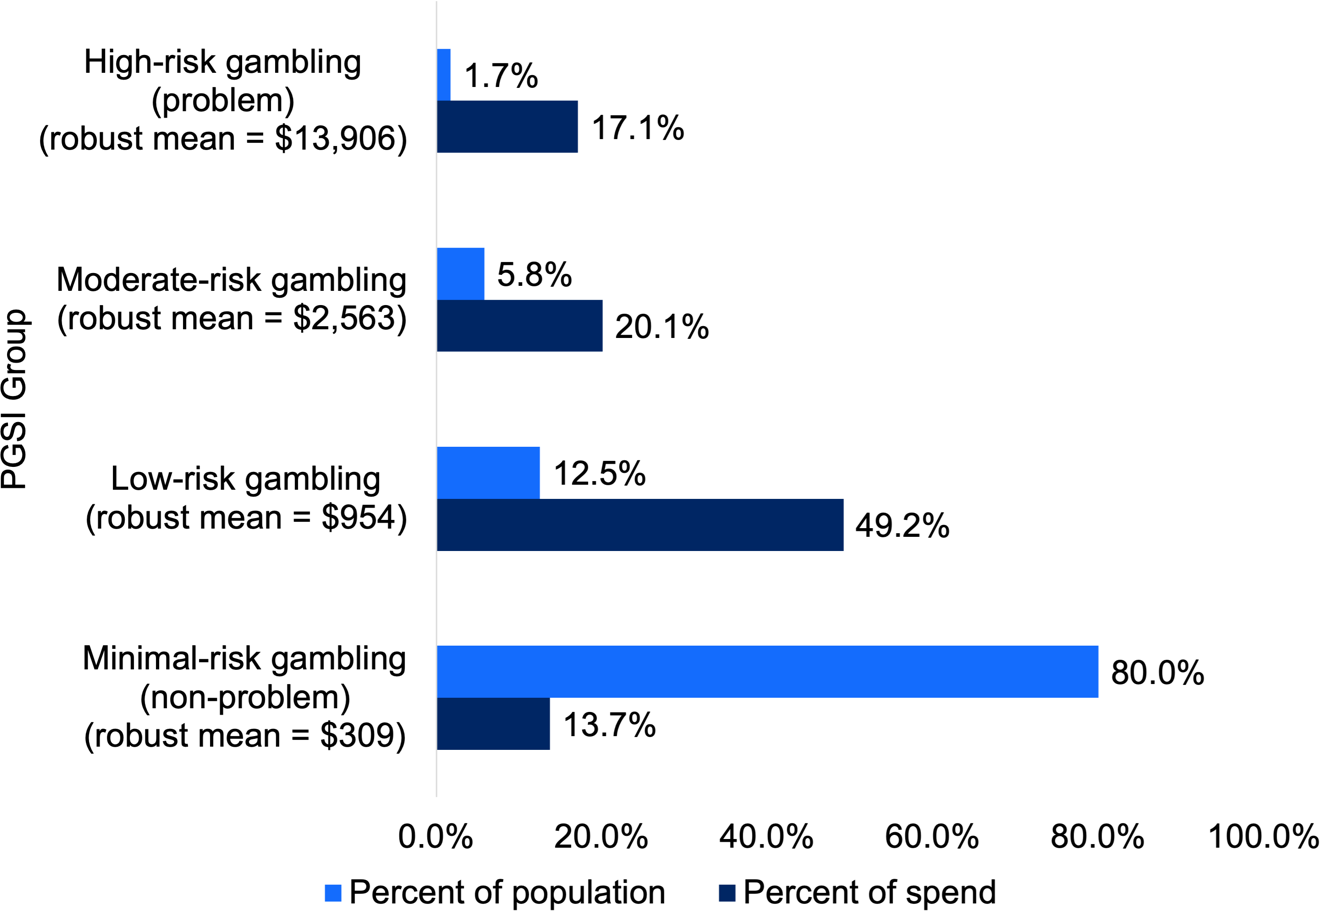 High-risk gambling
(problem)
(robust mean = $13,906)
1.7%
17.1%
Moderate-risk gambling
(robust mean = $2,563)
5.8%
20.1%
PGSI Group
Low-risk gambling
(robust mean = $954)
12.5%
49.2%
Minimal-risk gambling
(non-problem)
(robust mean = $309)
80.0%
13.7%
0.0% 20.0% 40.0% 60.0% 80.0% 100.0%
Percent of population Percent of spend